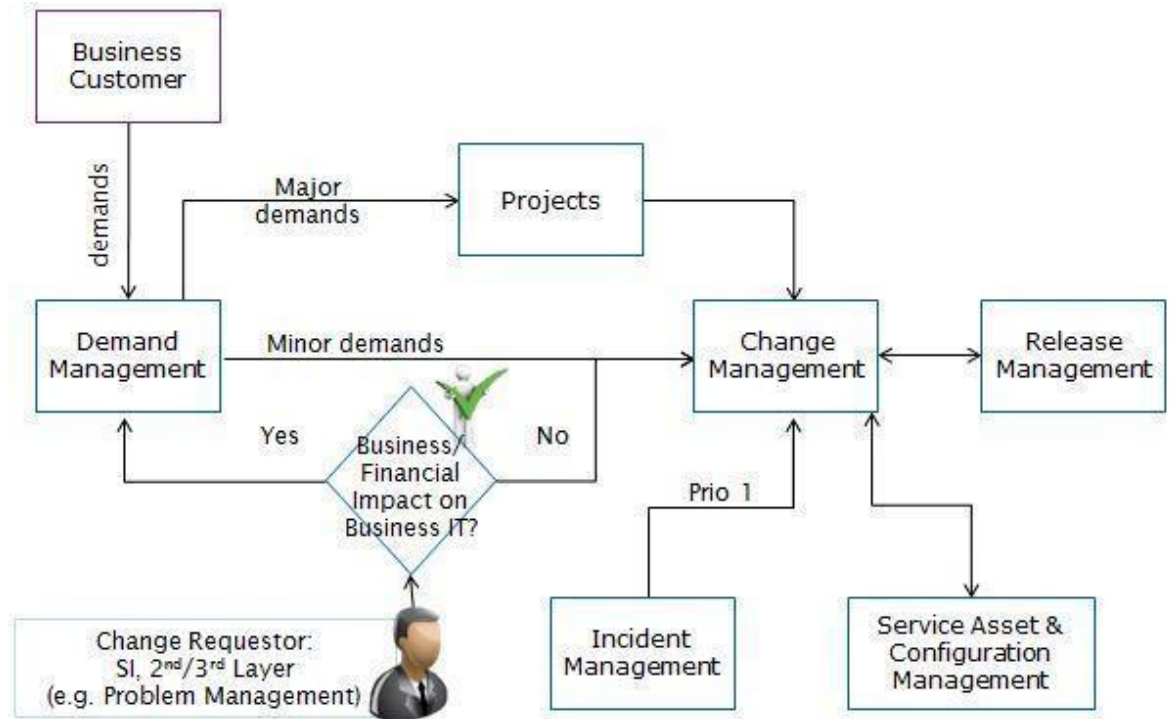 Business
Customer
demands
Major
demands
Projects
Demand
Management
Minor demands
Change
Management
Release
Management
Yes
No
Business/
Financial
Impact on
Business IT?
Prio 1
Change Requestor:
SI, 2nd/3rd Layer
(e.g. Problem Management)
Incident
Management
Service Asset &
Configuration
Management